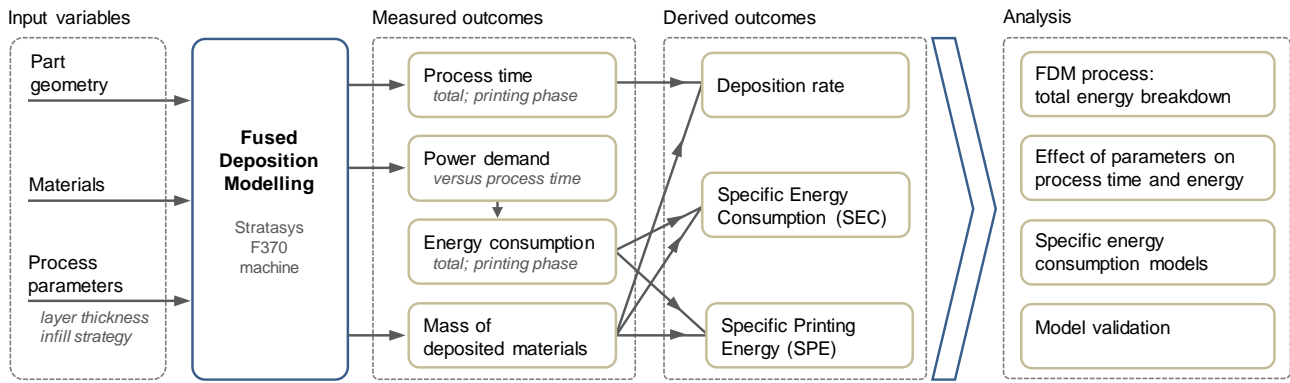 Input variables
Part
geometry
Materials
Process
parameters
layer thickness
infill strategy
Fused
Deposition
Modelling
Stratasys
F370
machine
Measured outcomes
Process time
total; printing phase
Power demand
versus process time
Energy consumption
total; printing phase
Mass of
deposited materials
Derived outcomes
Deposition rate
Specific Energy
Consumption (SEC)
Specific Printing
Energy (SPE)
Analysis
FDM process:
total energy breakdown
Effect of parameters on
process time and energy
Specific energy
consumption models
Model validation